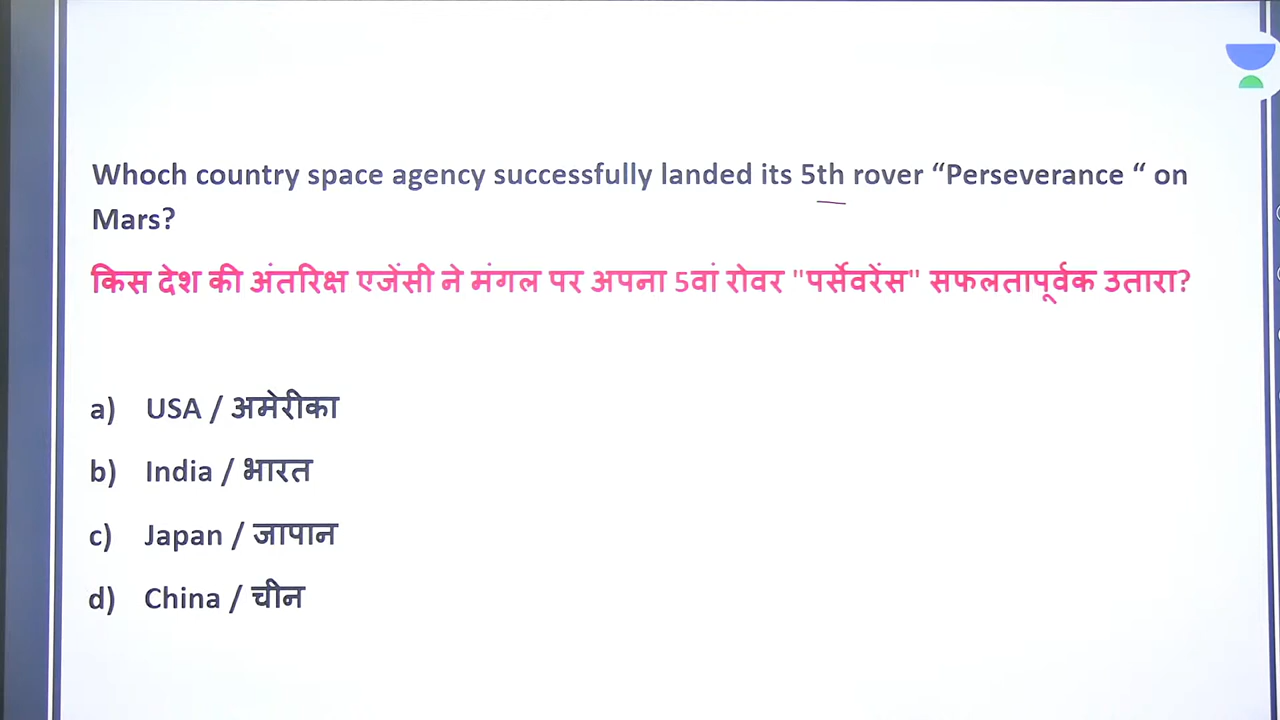 Whoch country space agency successfully landed its 5th rover “Perseverance “ on
Mars?
किस देश की अंतरिक्ष एजेंसी ने मंगल पर अपना 5वां रोवर "पर्सेवरेंस" सफलतापूर्वक उतारा?
a) USA / अमेरीका
b) India / भारत
c) Japan / जापान
d) China / चीन